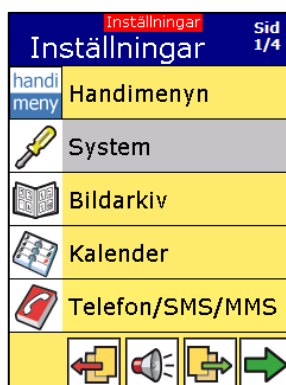 Inställningar
Inställningar
Sid
1/4
handi
meny
Handimenyn
System
Bildarkiv
Kalender
Telefon/SMS/MMS